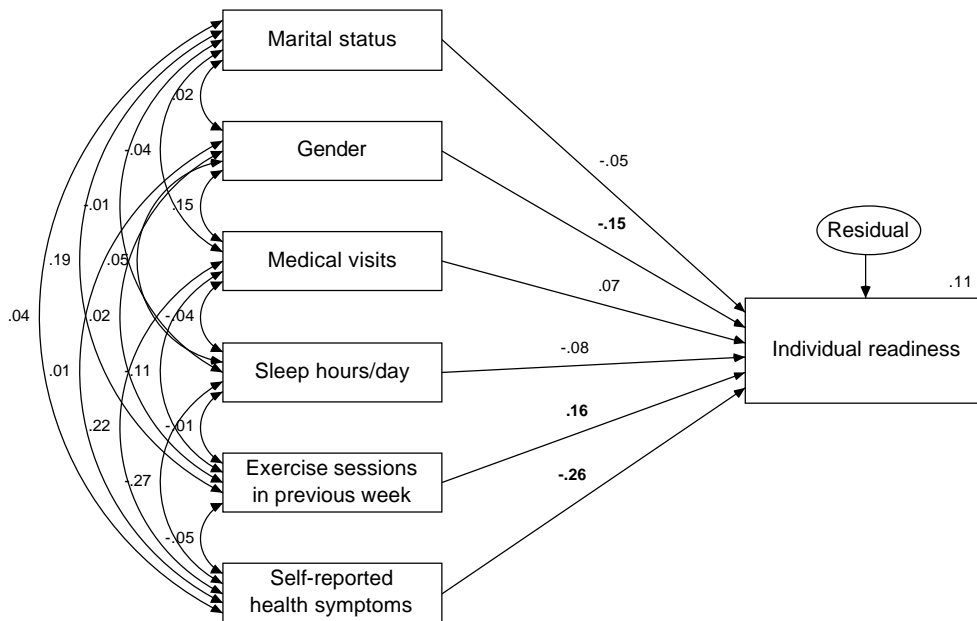 Marital status
.02
-.04
Gender
-.05
-.01
.15
-.15
Residual
.05
Medical visits
.19
.07
.11
.04
.02
-.04
Individual readiness
-.08
.01
-.11
Sleep hours/day
.22
-.01
.16
-.27
Exercise sessions
in previous week
-.26
-.05
Self-reported
health symptoms